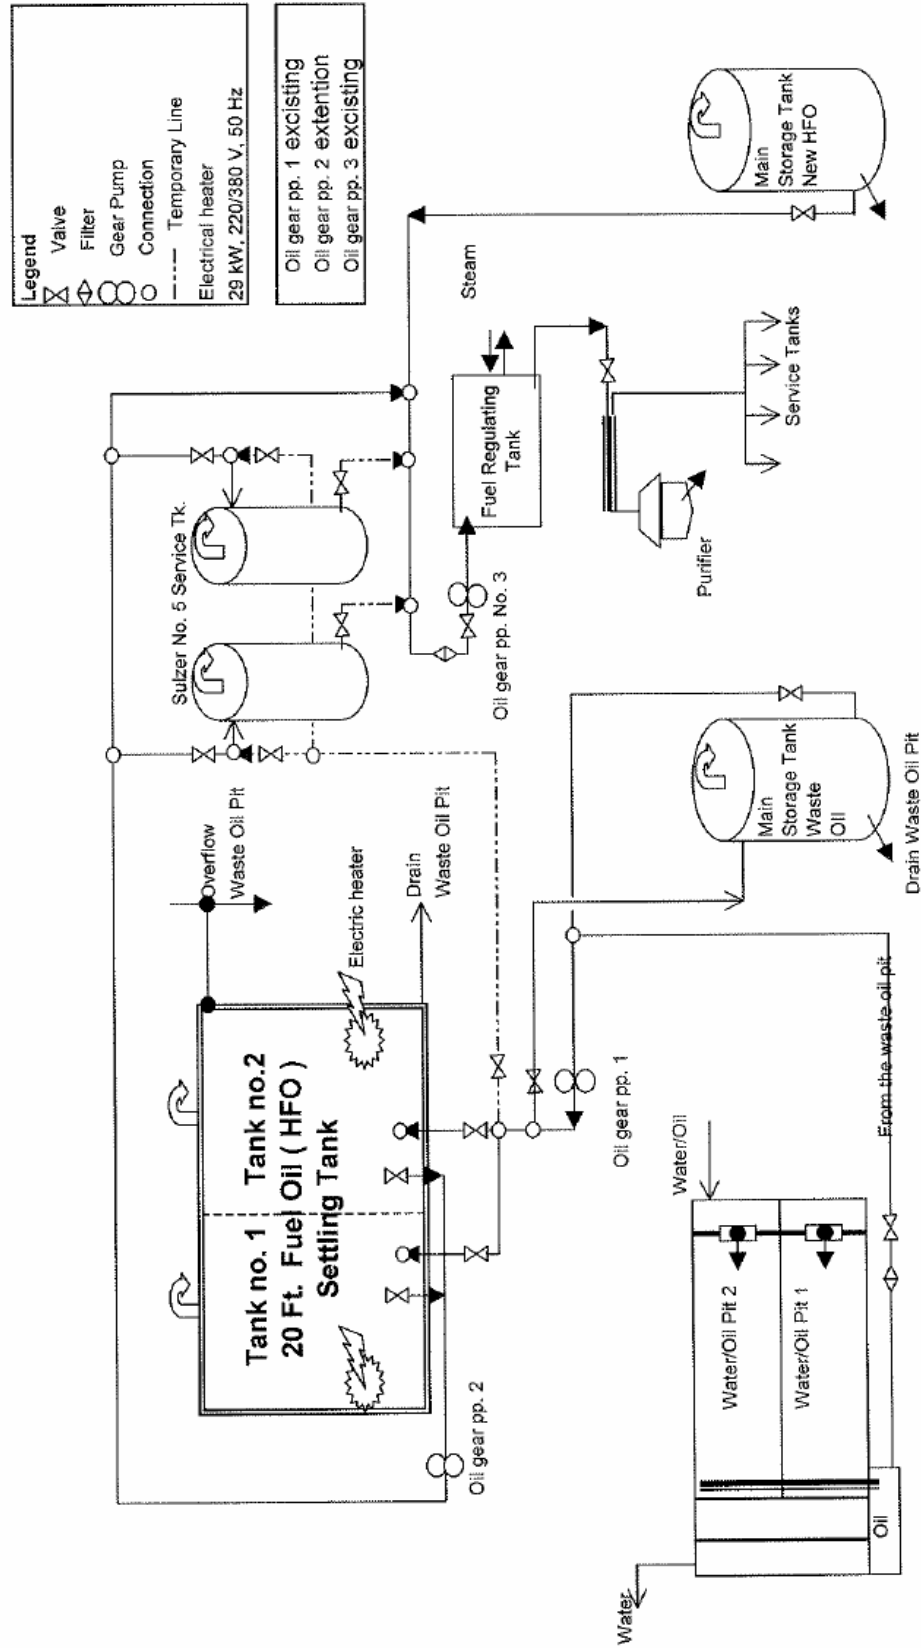 Legend
Valve
Filter
Gear Pump
Connection
Temporary Line
Electrical heater
29 kW, 220/380 V, 50 Hz
Oil gear pp. 1 excisting
Oil gear pp. 2 extention
Oil gear pp. 3 excisting
Sulzer No. 5 Service Tk.
Overflow
Waste Oil Pit
Tank no. 1 Tank no.2
20 Ft. Fuel Oil ( HFO )
Settling Tank
Electric heater
Drain
Waste Oil Pit
Oil gear pp. 2
Oil gear pp. No. 3
Fuel Regulating
Tank
Steam
Purifier
Service Tanks
Main
Storage Tank
New HFO
Oil gear pp. 1
Main
Storage Tank
Waste
OIl
Drain Waste Oil Pit
From the waste oil pit
Water/Oil
Water/Oil Pit 2
Water/Oil Pit 1
Oil
Water